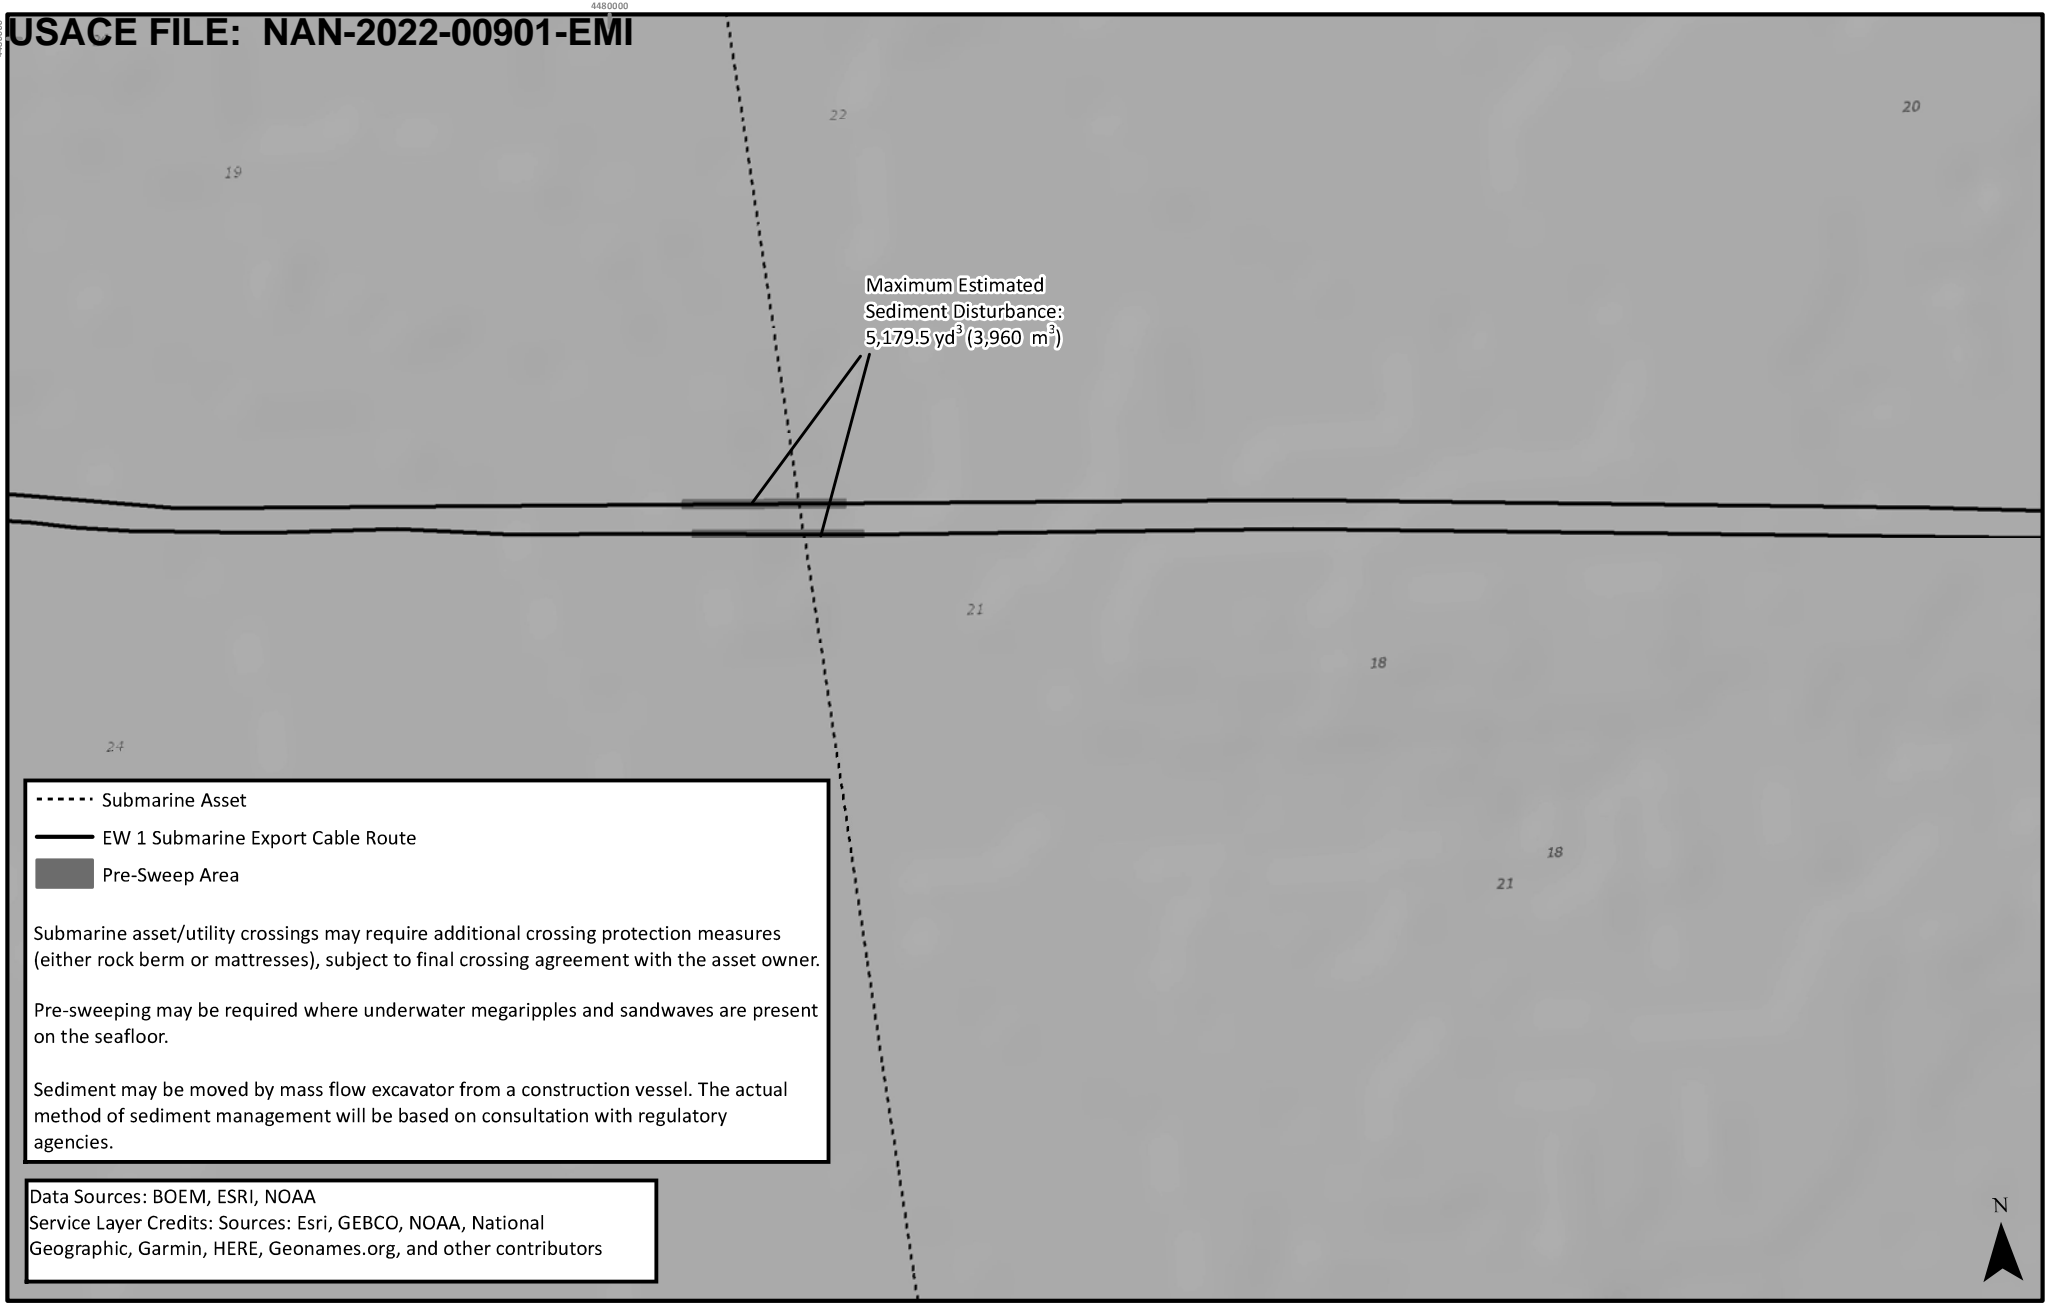 4480000
USACE FILE: NAN-2022-00901-EMI
20
22
19
Maximum Estimated
Sediment Disturbance:
5,179.5 yd³ (3,960 m³)
21
18
24
18
21
Submarine Asset
EW 1 Submarine Export Cable Route
Pre-Sweep Area
Submarine asset/utility crossings may require additional crossing protection measures
(either rock berm or mattresses), subject to final crossing agreement with the asset owner.
Pre-sweeping may be required where underwater megaripples and sandwaves are present
on the seafloor.
Sediment may be moved by mass flow excavator from a construction vessel. The actual
method of sediment management will be based on consultation with regulatory
agencies.
Data Sources: BOEM, ESRI, NOAA
Service Layer Credits: Sources: Esri, GEBCO, NOAA, National
Geographic, Garmin, HERE, Geonames.org, and other contributors
N